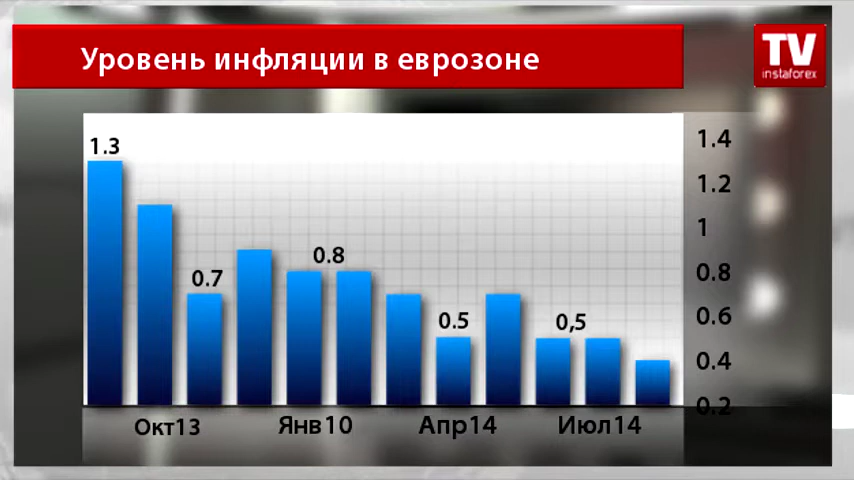 Уровень инфляции в еврозоне
TV
instaforex
1.3
0.7
0.8
0.5
0,5
1.4
1.2
1
0.8
0.6
0.4
0.2
Окт13
Янв10
Апр14
Июл14